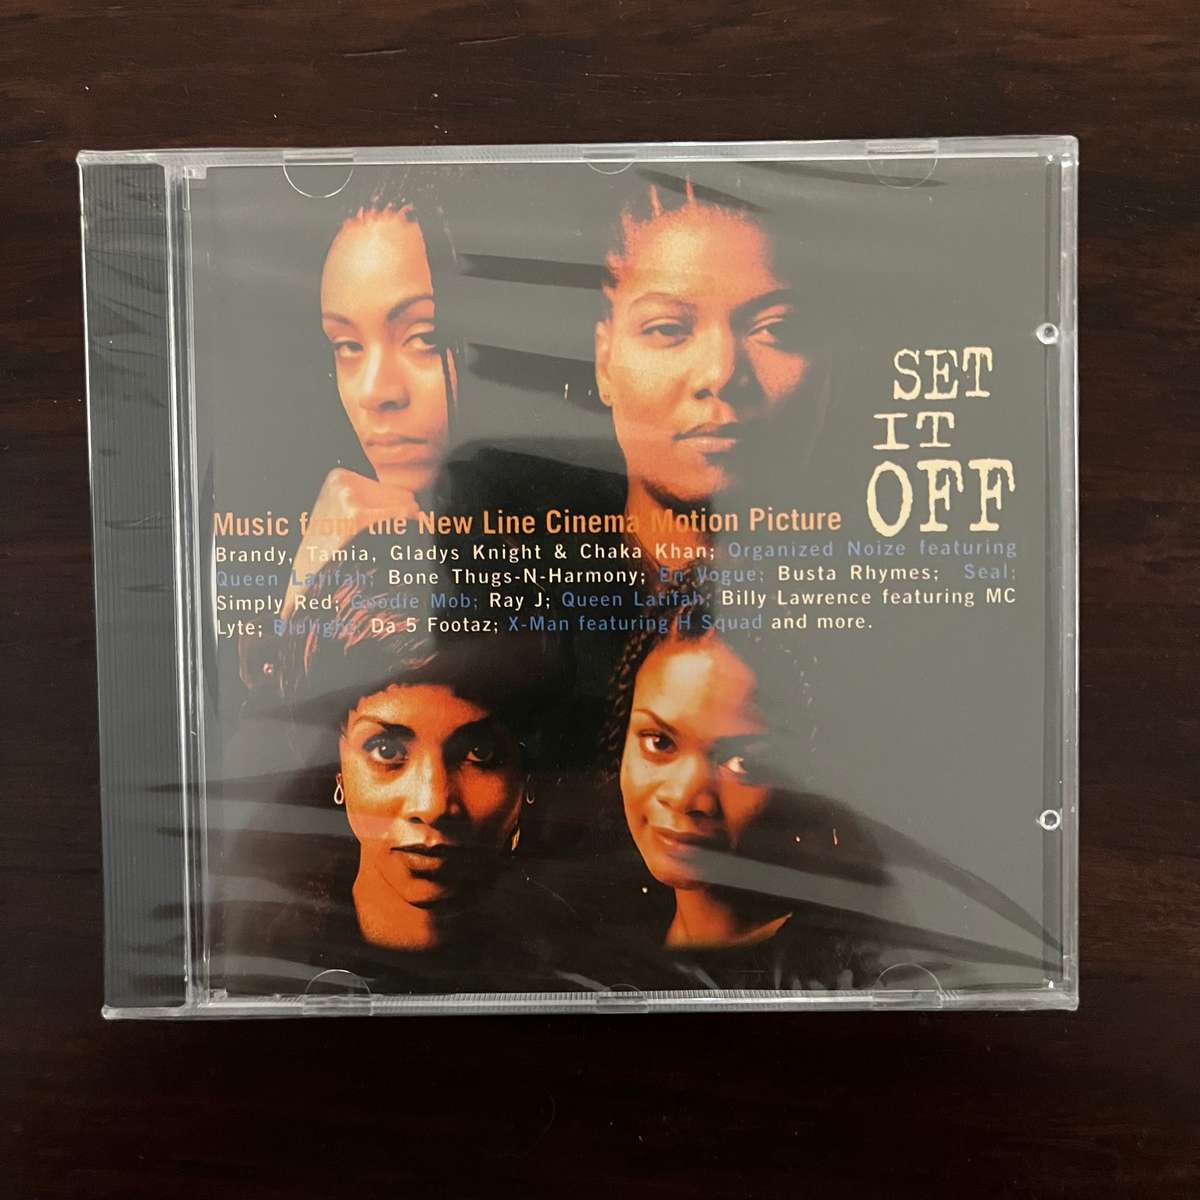 SET
IT
OFF
Music from the New Line Cinema Motion Picture
Brandy, Tamia, Gladys Knight & Chaka Khan; Organized Noize featuring
Queen Latifah; Bone Thugs-N-Harmony; En Vogue; Busta Rhymes; Seal;
Simply Red; Goodie Mob; Ray J; Queen Latifah; Billy Lawrence featuring MC
Lyte; Blulight; Da 5 Footaz; X-Man featuring H Squad and more.